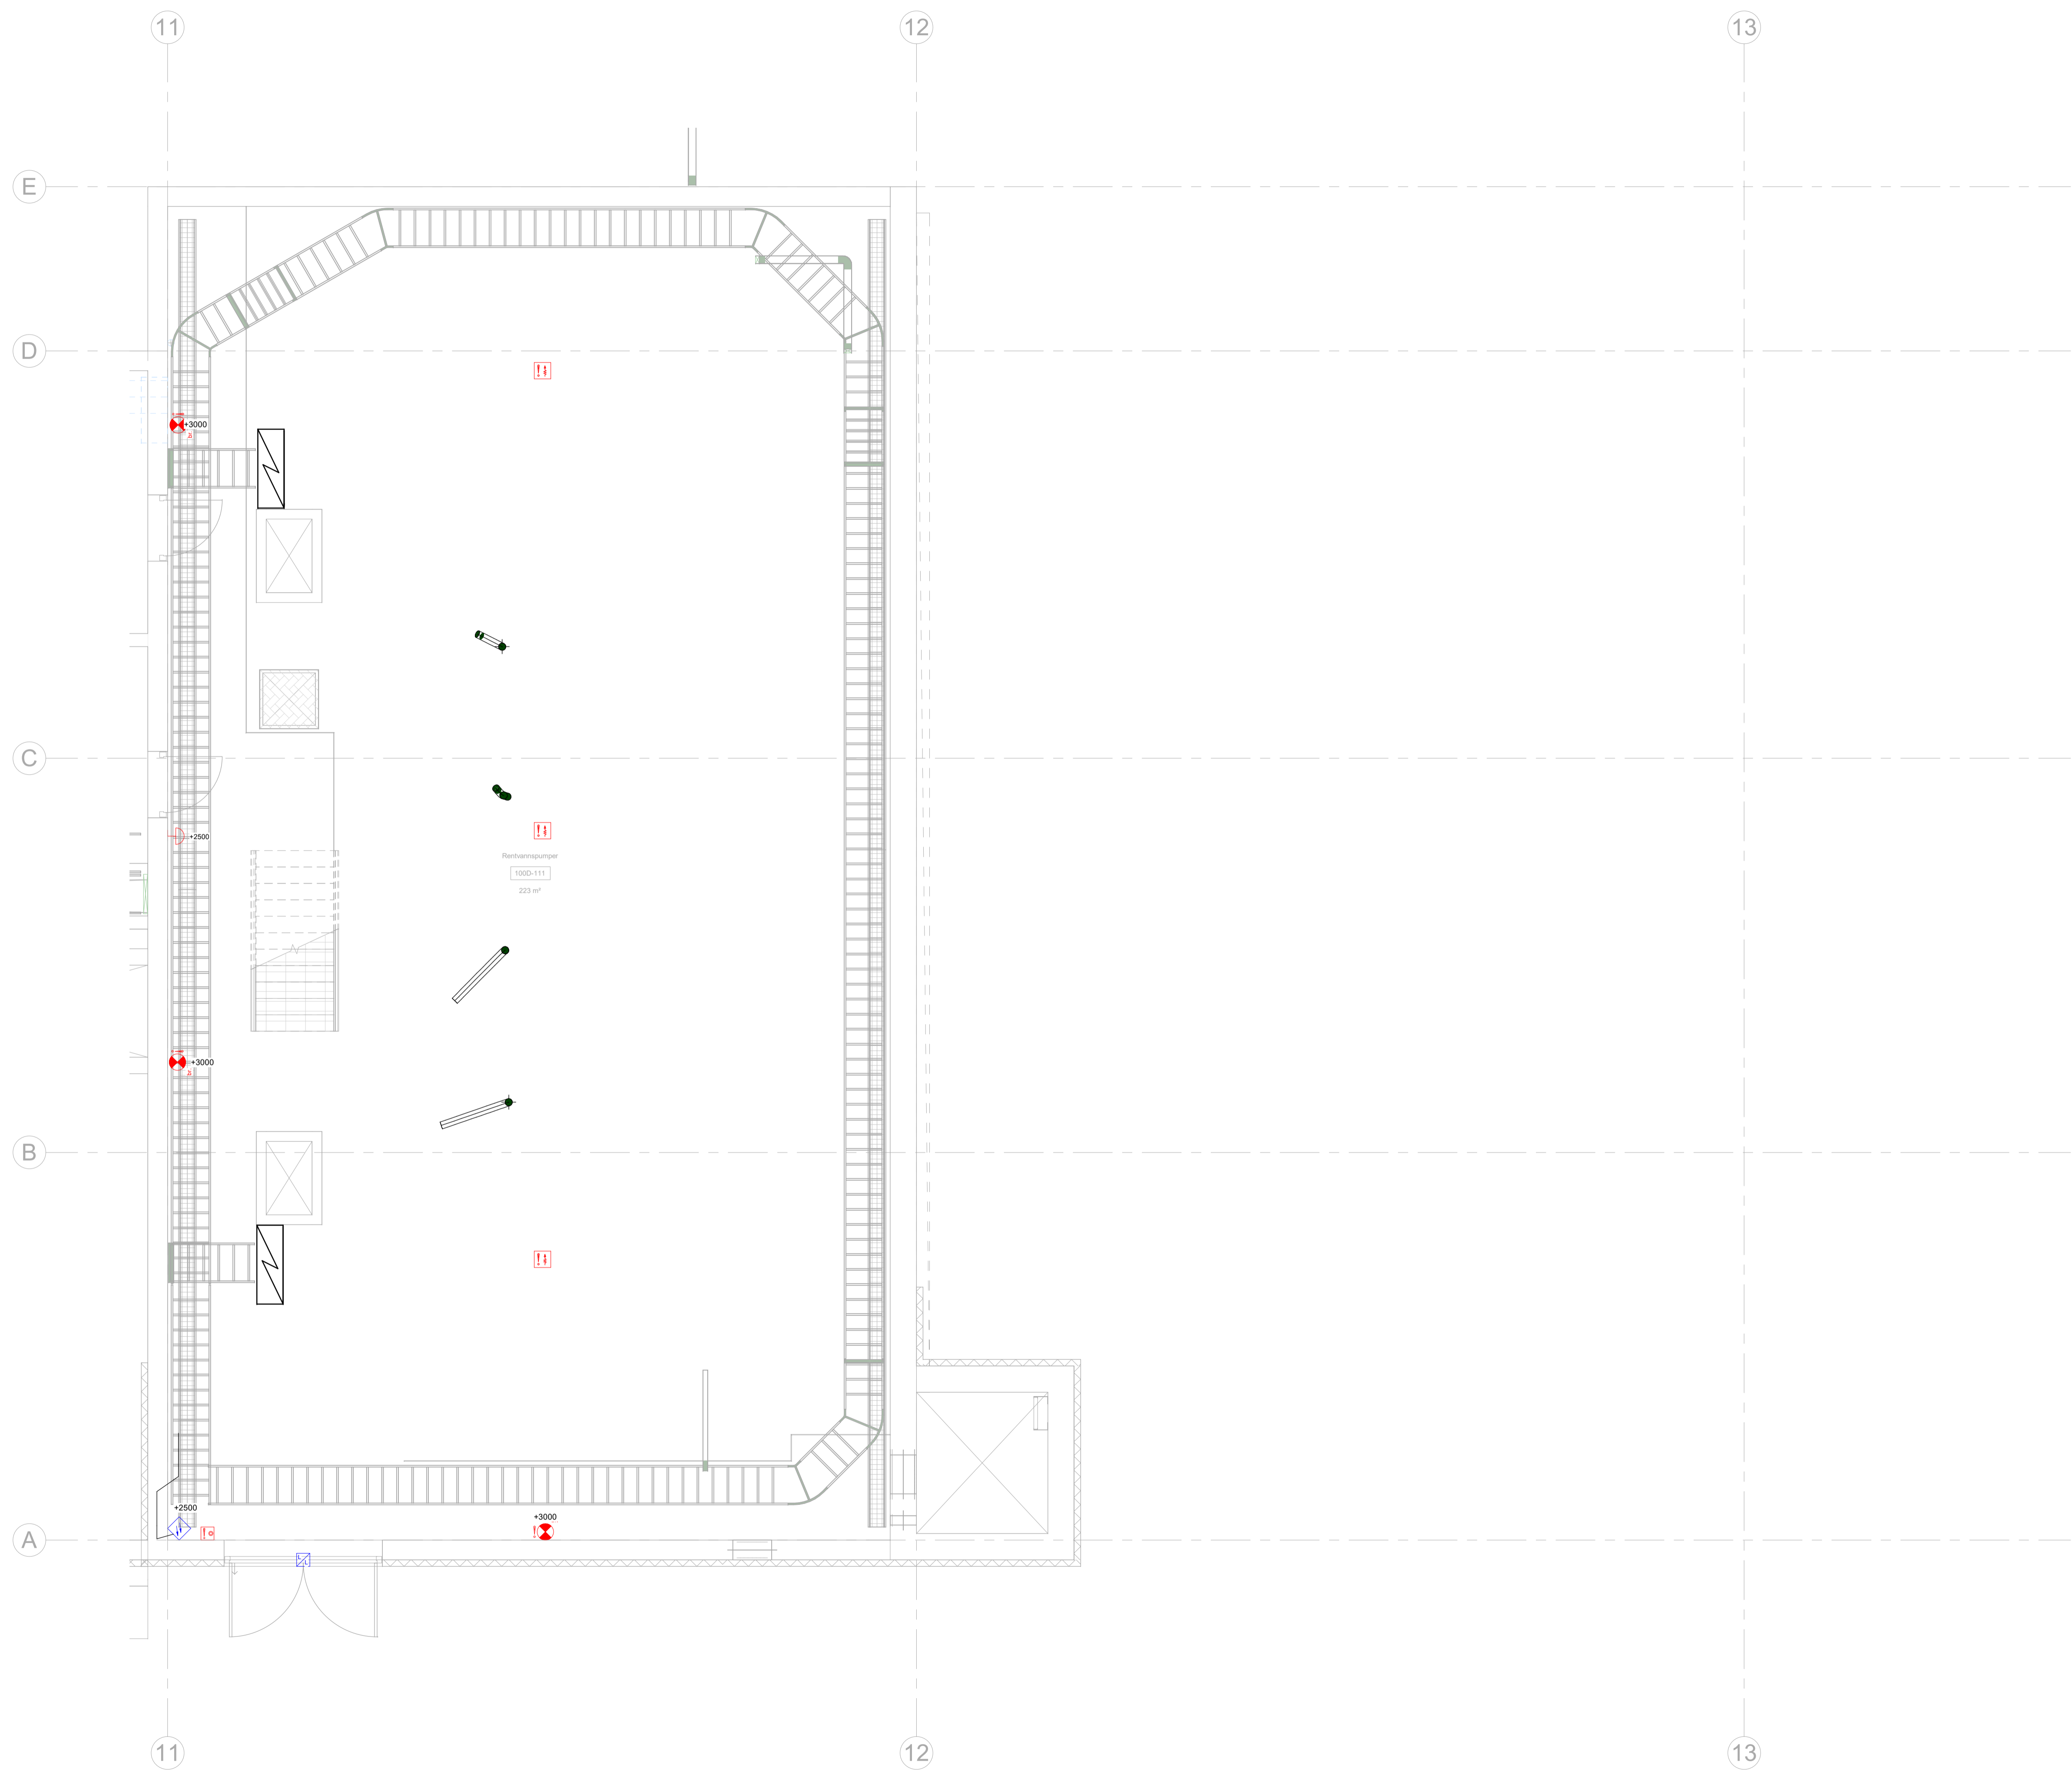 11
12
13
E
D
+3000
C
+2500
Rentvannspumper
100D-111
223 m²
+3000
B
+2500
+3000
A
L
L
11
12
13